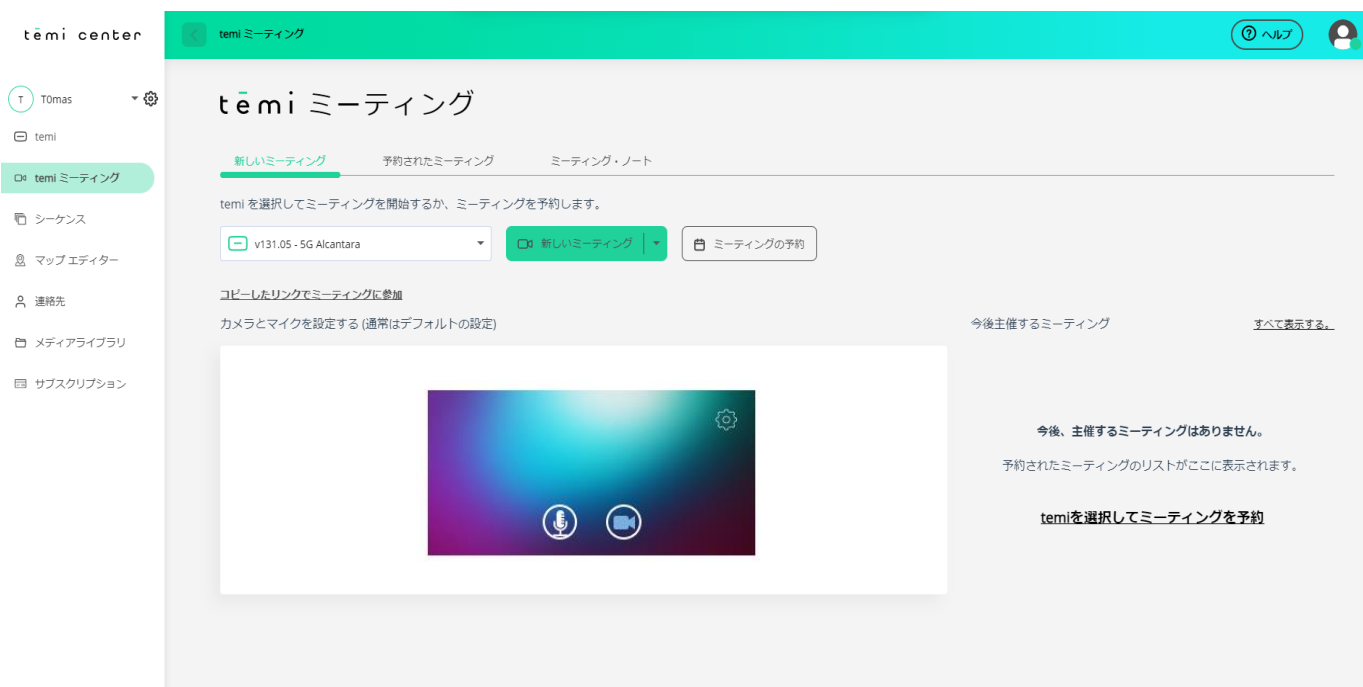 temi center
temi ミーティング
ヘルプ
T T0mas
temi
temi ミーティング
シーケンス
マップ エディター
連絡先
メディアライブラリ
サブスクリプション
temi ミーティング
新しいミーティング 予約されたミーティング ミーティング・ノート
temi を選択してミーティングを開始するか、ミーティングを予約します。
v131.05 - 5G Alcantara 新しいミーティング ミーティングの予約
コピーしたリンクでミーティングに参加
カメラとマイクを設定する (通常はデフォルトの設定)
今後主催するミーティング すべて表示する。
今後、主催するミーティングはありません。
予約されたミーティングのリストがここに表示されます。
temiを選択してミーティングを予約